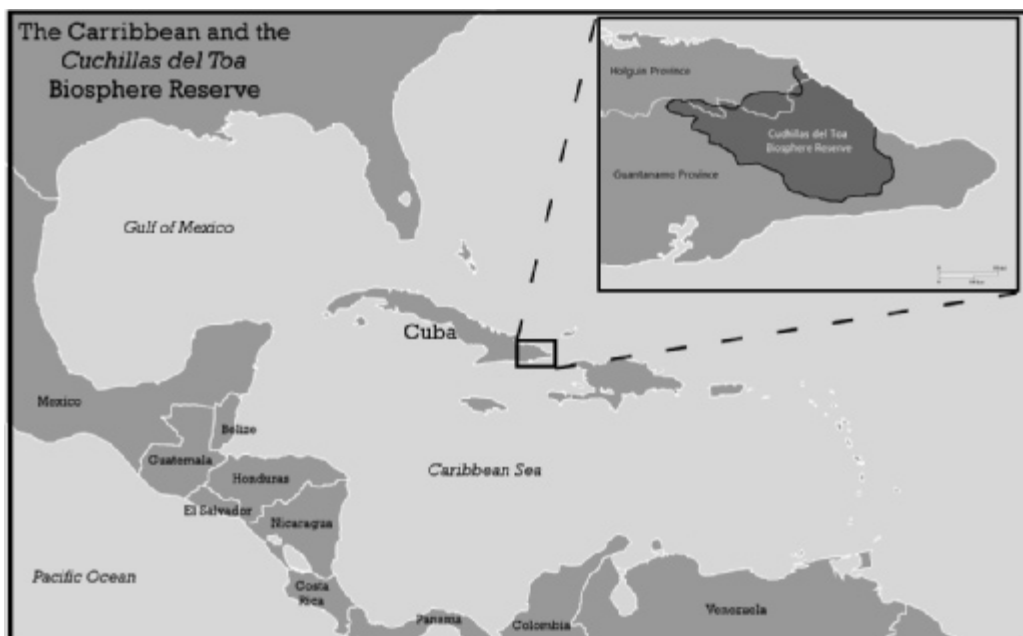 The Carribbean and the
Cuchillas del Toa
Biosphere Reserve
Holguin Province
Cuchillas del Toa
Biosphere Reserve
Guantanamo Province
Gulf of Mexico
Cuba
Mexico
Belize
Guatemala
Honduras
El Salvador
Nicaragua
Caribbean Sea
Pacific Ocean
Costa
Rica
Panama
Colombia
Venezuela